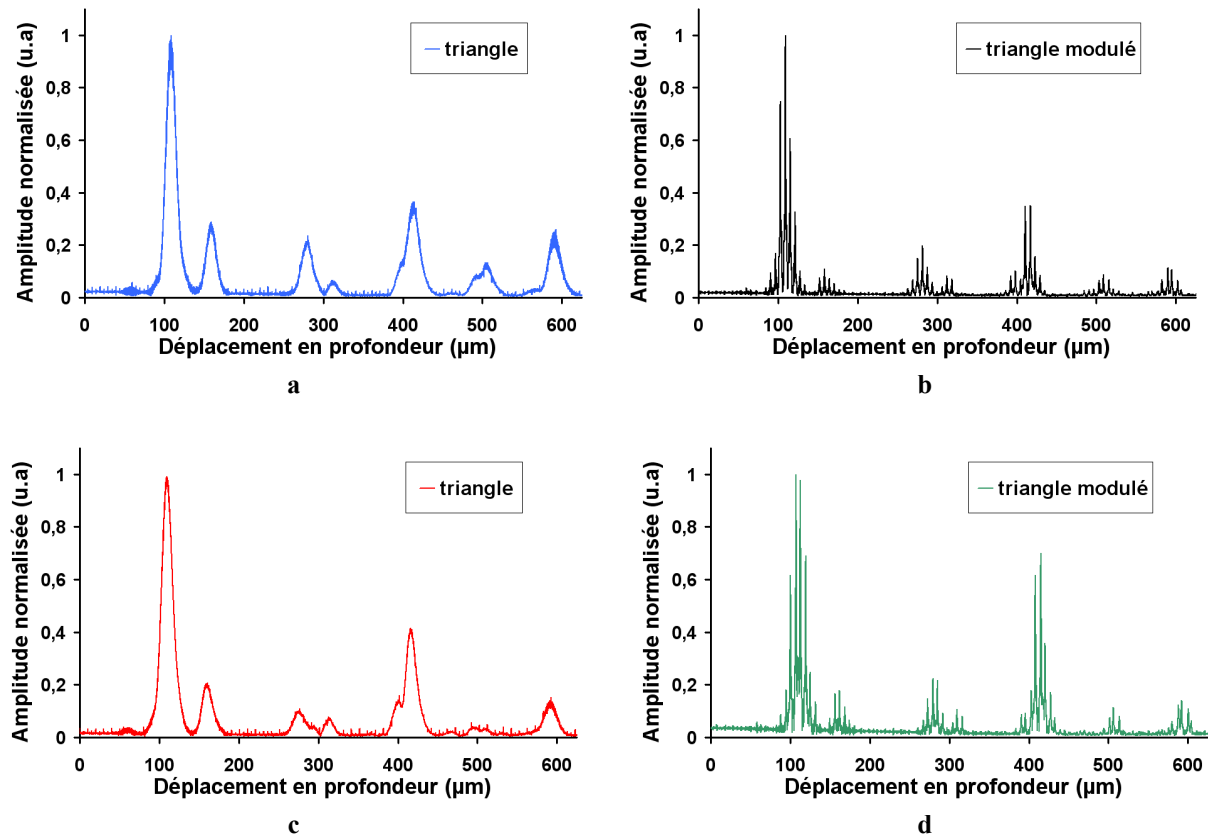 Amplitude normalisée (u.a)
1
0,8
0,6
0,4
0,2
0
triangle
0 100 200 300 400 500 600
Déplacement en profondeur (µm)
a
Amplitude normalisée (u.a)
1
0,8
0,6
0,4
0,2
0
triangle modulé
0 100 200 300 400 500 600
Déplacement en profondeur (µm)
b
Amplitude normalisée (u.a)
1
0,8
0,6
0,4
0,2
0
triangle
0 100 200 300 400 500 600
Déplacement en profondeur (µm)
c
Amplitude normalisée (u.a)
1
0,8
0,6
0,4
0,2
0
triangle modulé
0 100 200 300 400 500 600
Déplacement en profondeur (µm)
d